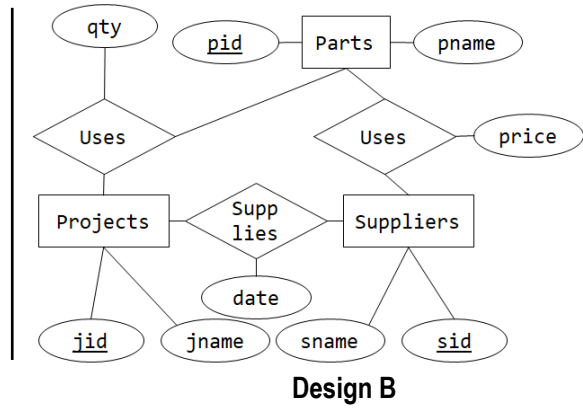 qty
pid
Parts
pname
Uses
Uses
price
Projects
Supp
lies
Suppliers
date
jid
jname
sname
sid
Design B